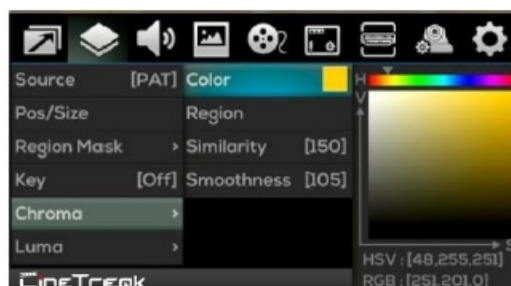 Source [PAT] Color
Pos/Size Region
Region Mask > Similarity [150]
Key [Off] Smoothness [105]
Chroma >
Luma >
H
V
S
HSV : [48,255,251]
RGB : [251,201,0]
CineTreak